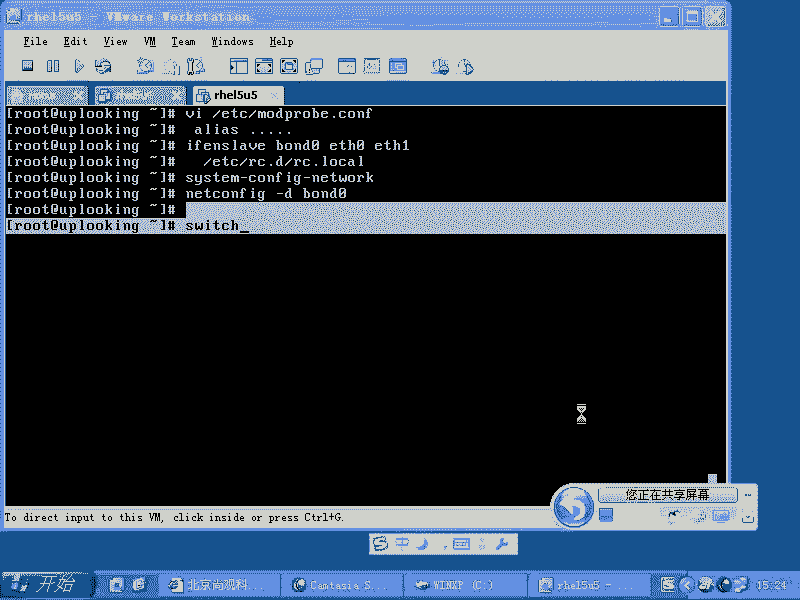 rhel5u5 - VMware Workstation
File Edit View VM Team Windows Help
rhel5u5
[root@uplooking ~]# vi /etc/modprobe.conf
[root@uplooking ~]#  alias .....
[root@uplooking ~]# ifenslave bond0 eth0 eth1
[root@uplooking ~]#   /etc/rc.d/rc.local
[root@uplooking ~]# system-config-network
[root@uplooking ~]# netconfig -d bond0
[root@uplooking ~]#
[root@uplooking ~]# switch_
您正在共享屏幕
To direct input to this VM, click inside or press Ctrl+G.
开始
北京尚观科...
Camtasia S...
WINXP (C:)
rhel5u5 - ...
15:24